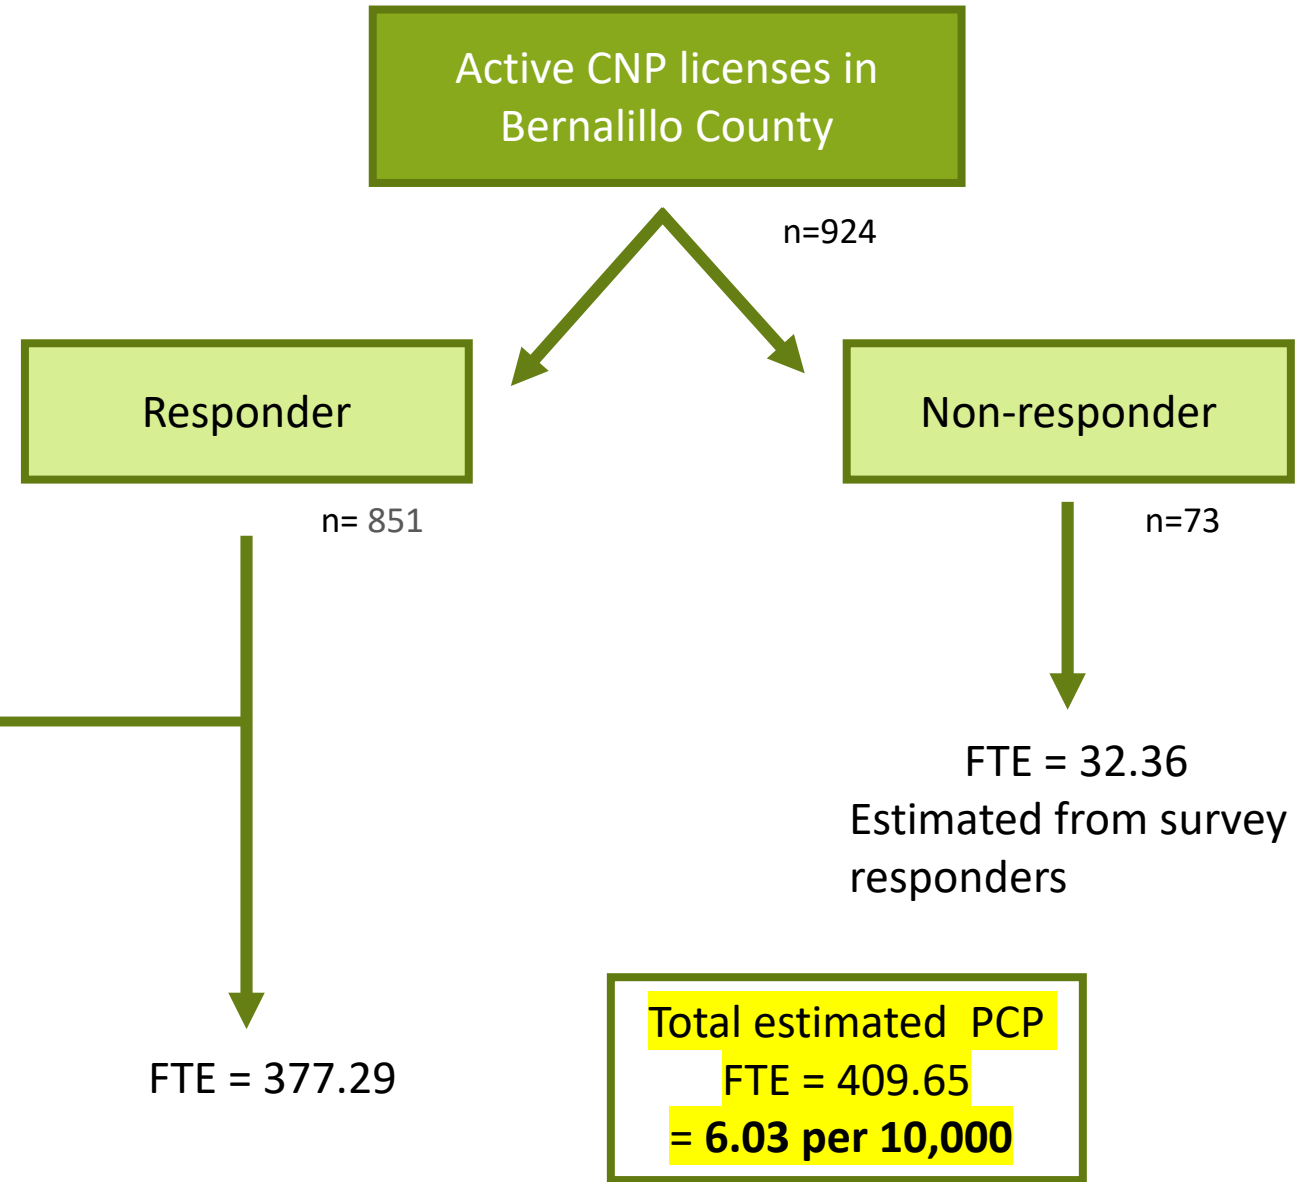 Active CNP licenses in
Bernalillo County
n=924
Responder
Non-responder
n= 851
n=73
FTE = 32.36
Estimated from survey
responders
FTE = 377.29
Total estimated  PCP
FTE = 409.65
= 6.03 per 10,000